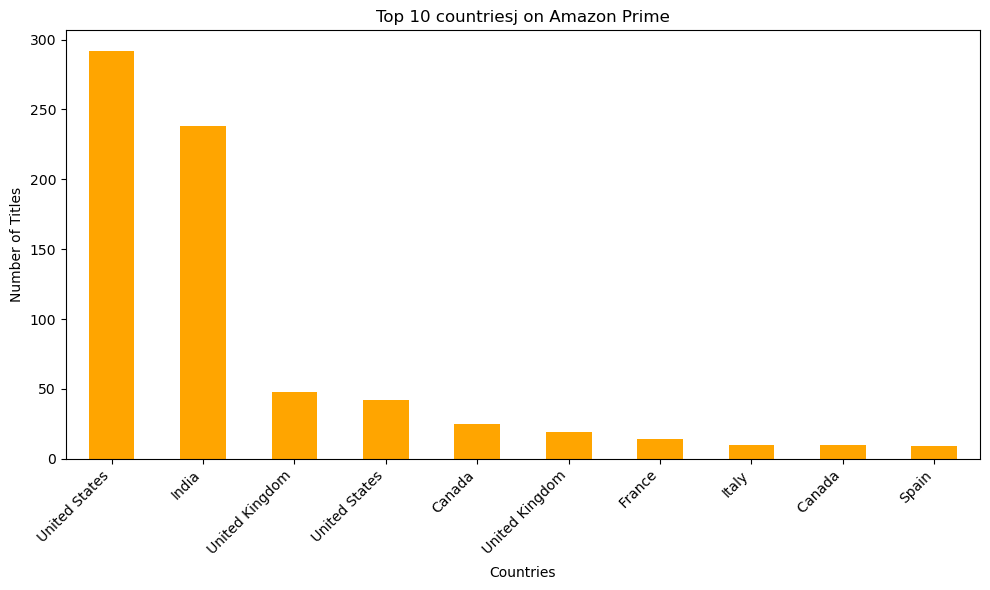 Top 10 countriesj on Amazon Prime
Number of Titles
300
250
200
150
100
50
0
United States
India
United Kingdom
United States
Canada
United Kingdom
France
Italy
Canada
Spain
Countries